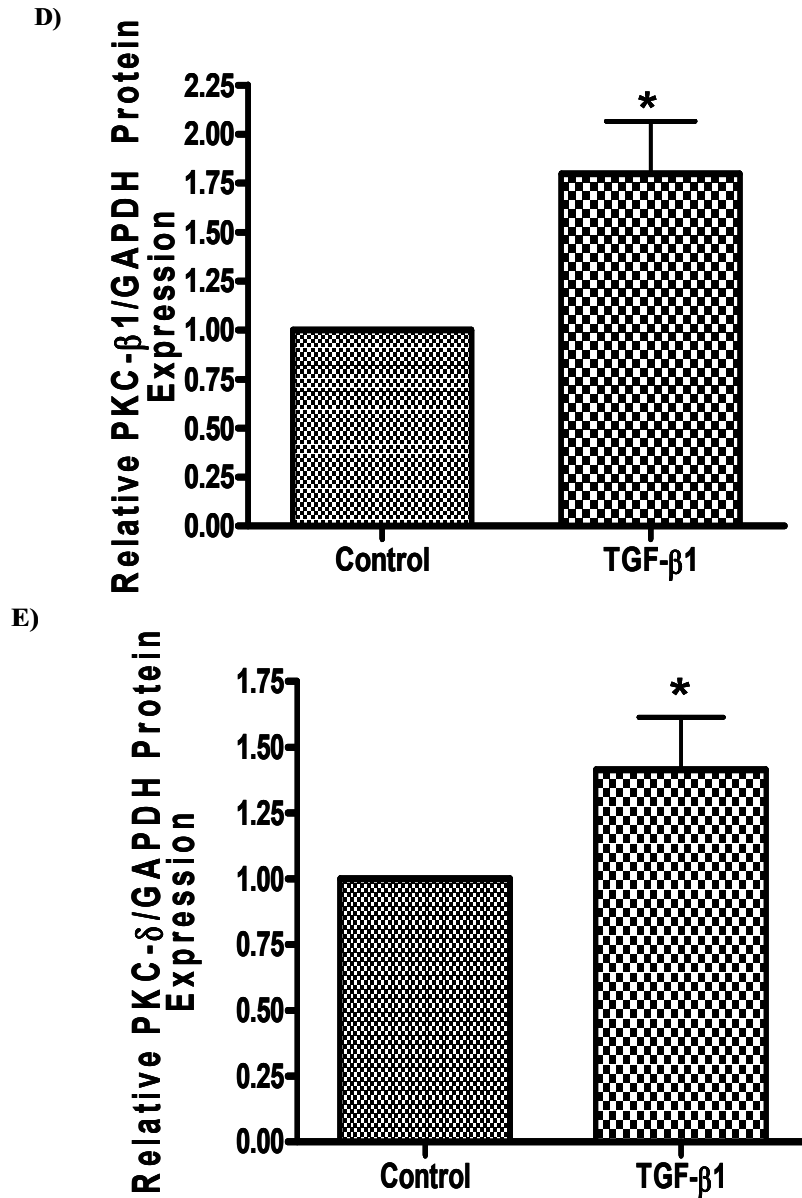 D)
Relative PKC-β1/GAPDH Protein
Expression
2.25
2.00
1.75
1.50
1.25
1.00
0.75
0.50
0.25
0.00
*
Control
TGF-β1
E)
Relative PKC-δ/GAPDH Protein
Expression
1.75
1.50
1.25
1.00
0.75
0.50
0.25
0.00
*
Control
TGF-β1